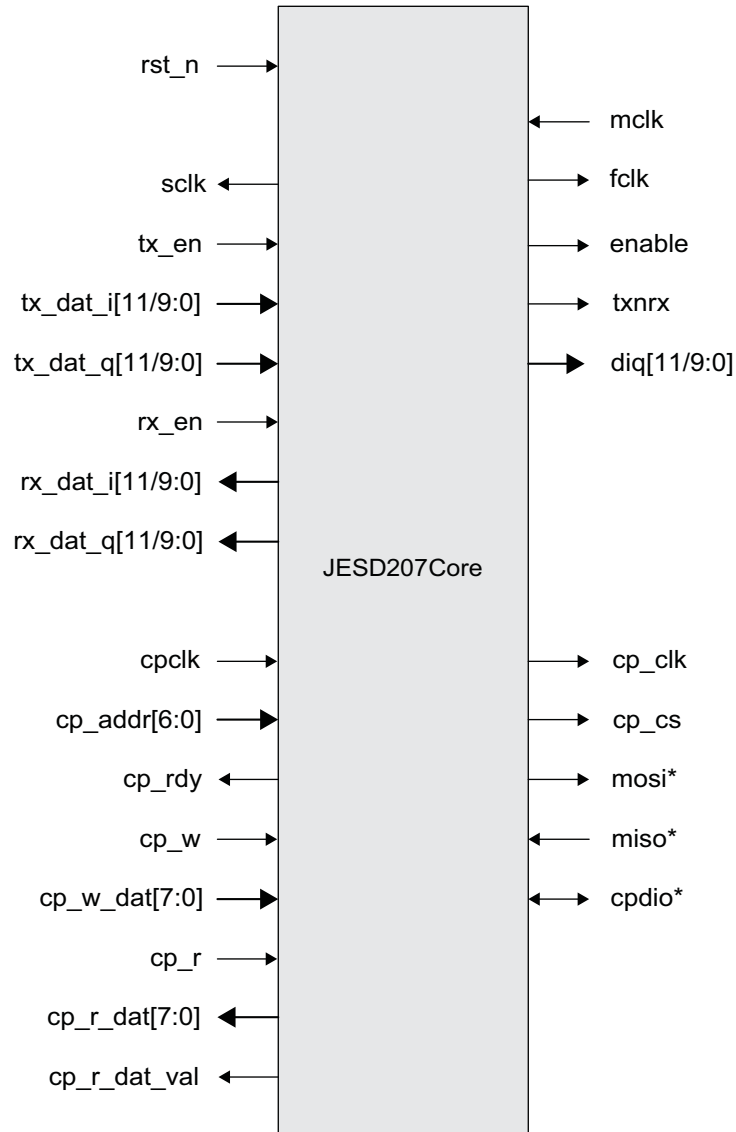 rst_n
mclk
sclk
fclk
tx_en
enable
tx_dat_i[11/9:0]
txnrx
tx_dat_q[11/9:0]
diq[11/9:0]
rx_en
rx_dat_i[11/9:0]
rx_dat_q[11/9:0]
JESD207Core
cpclk
cp_clk
cp_addr[6:0]
cp_cs
cp_rdy
mosi*
cp_w
miso*
cp_w_dat[7:0]
cpdio*
cp_r
cp_r_dat[7:0]
cp_r_dat_val